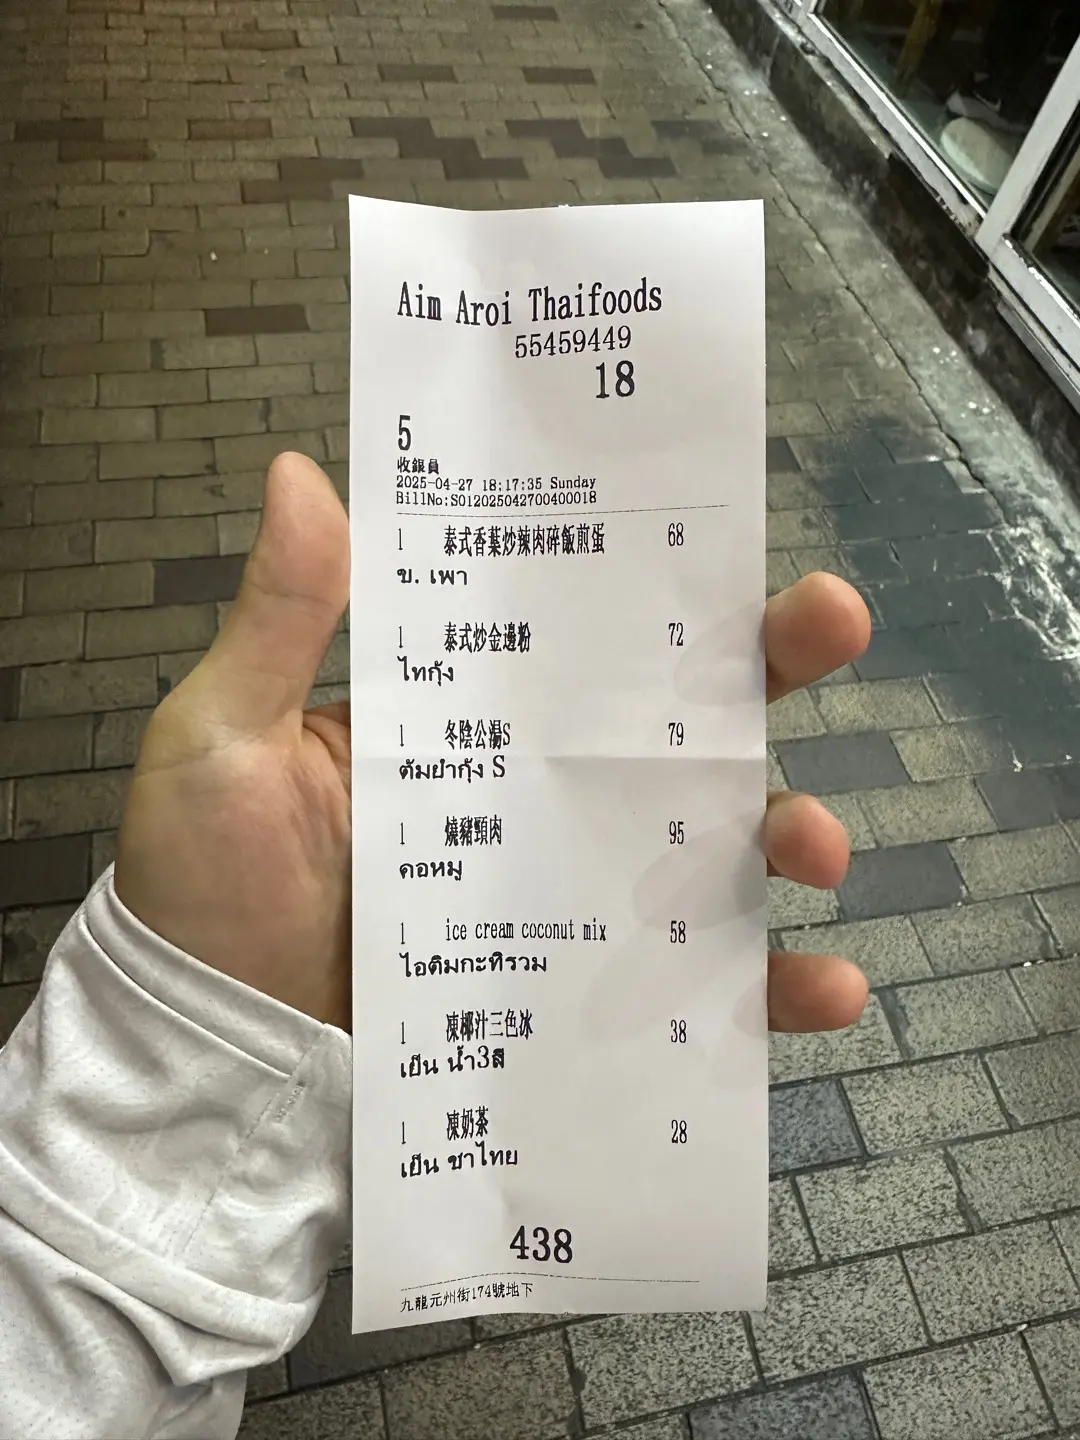 Aim Aroi Thaifoods
55459449
18
5
收銀員
2025-04-27 18:17:35 Sunday
BillNo:S012025042700400018
1 泰式香葉炒辣肉碎飯煎蛋 68
ข. เพา
1 泰式炒金邊粉 72
ไทกุ้ง
1 冬陰公湯S 79
ต้มยำกุ้ง S
1 燒豬頸肉 95
คอหมู
1 ice cream coconut mix 58
ไอติมกะทิรวม
1 凍椰汁三色冰 38
เย็น น้ำ3สี
1 凍奶茶 28
เย็น ชาไทย
438
九龍元州街174號地下